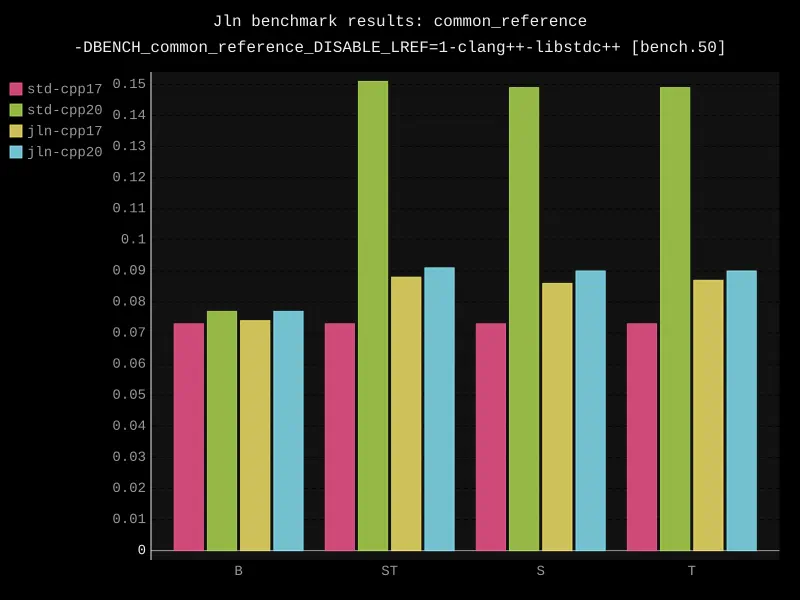 Jln benchmark results: common_reference
-DBENCH_common_reference_DISABLE_LREF=1-clang++-libstdc++ [bench.50]
std-cpp17
std-cpp20
jln-cpp17
jln-cpp20
0.15
0.14
0.13
0.12
0.11
0.1
0.09
0.08
0.07
0.06
0.05
0.04
0.03
0.02
0.01
0
B ST S T